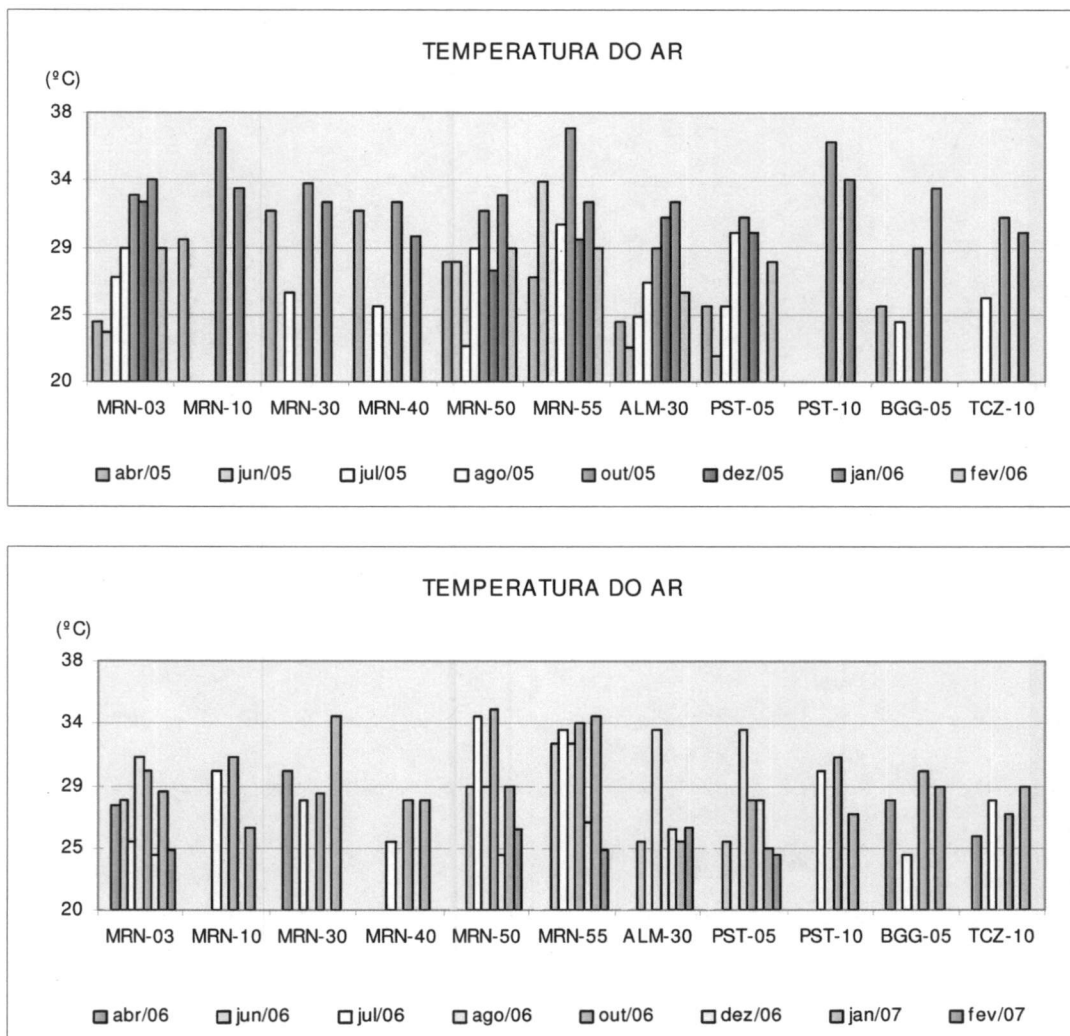 TEMPERATURA DO AR
(ºC)
38
34
29
25
20
MRN-03 MRN-10 MRN-30 MRN-40 MRN-50 MRN-55 ALM-30 PST-05 PST-10 BGG-05 TCZ-10
abr/05 jun/05 jul/05 ago/05 out/05 dez/05 jan/06 fev/06
TEMPERATURA DO AR
(ºC)
38
34
29
25
20
MRN-03 MRN-10 MRN-30 MRN-40 MRN-50 MRN-55 ALM-30 PST-05 PST-10 BGG-05 TCZ-10
abr/06 jun/06 jul/06 ago/06 out/06 dez/06 jan/07 fev/07